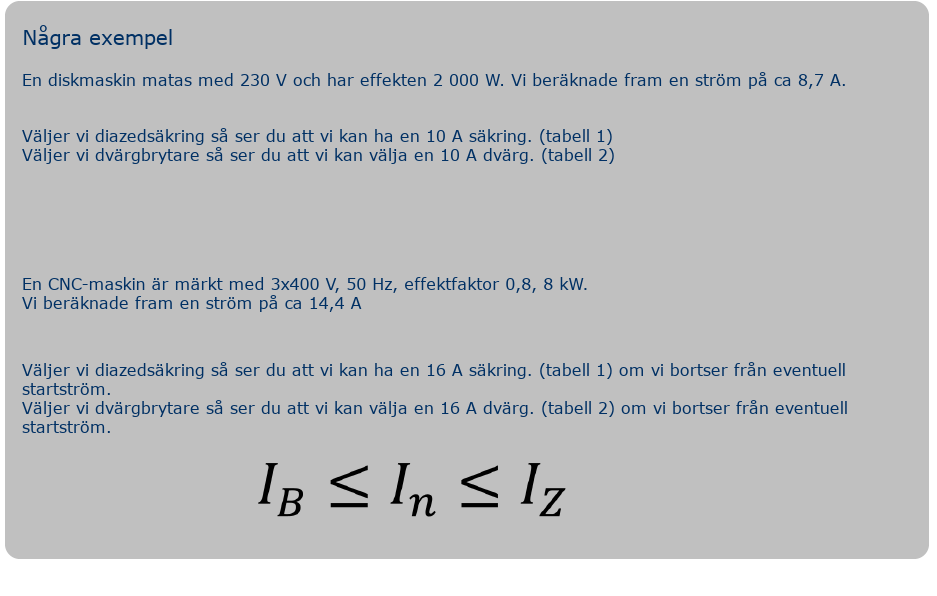 Några exempel
En diskmaskin matas med 230 V och har effekten 2 000 W. Vi beräknade fram en ström på ca 8,7 A.
Väljer vi diazedsäkring så ser du att vi kan ha en 10 A säkring. (tabell 1)
Väljer vi dvärgbrytare så ser du att vi kan välja en 10 A dvärg. (tabell 2)
En CNC-maskin är märkt med 3x400 V, 50 Hz, effektfaktor 0,8, 8 kW.
Vi beräknade fram en ström på ca 14,4 A
Väljer vi diazedsäkring så ser du att vi kan ha en 16 A säkring. (tabell 1) om vi bortser från eventuell
startström.
Väljer vi dvärgbrytare så ser du att vi kan välja en 16 A dvärg. (tabell 2) om vi bortser från eventuell
startström.
I_B ≤ I_n ≤ I_Z